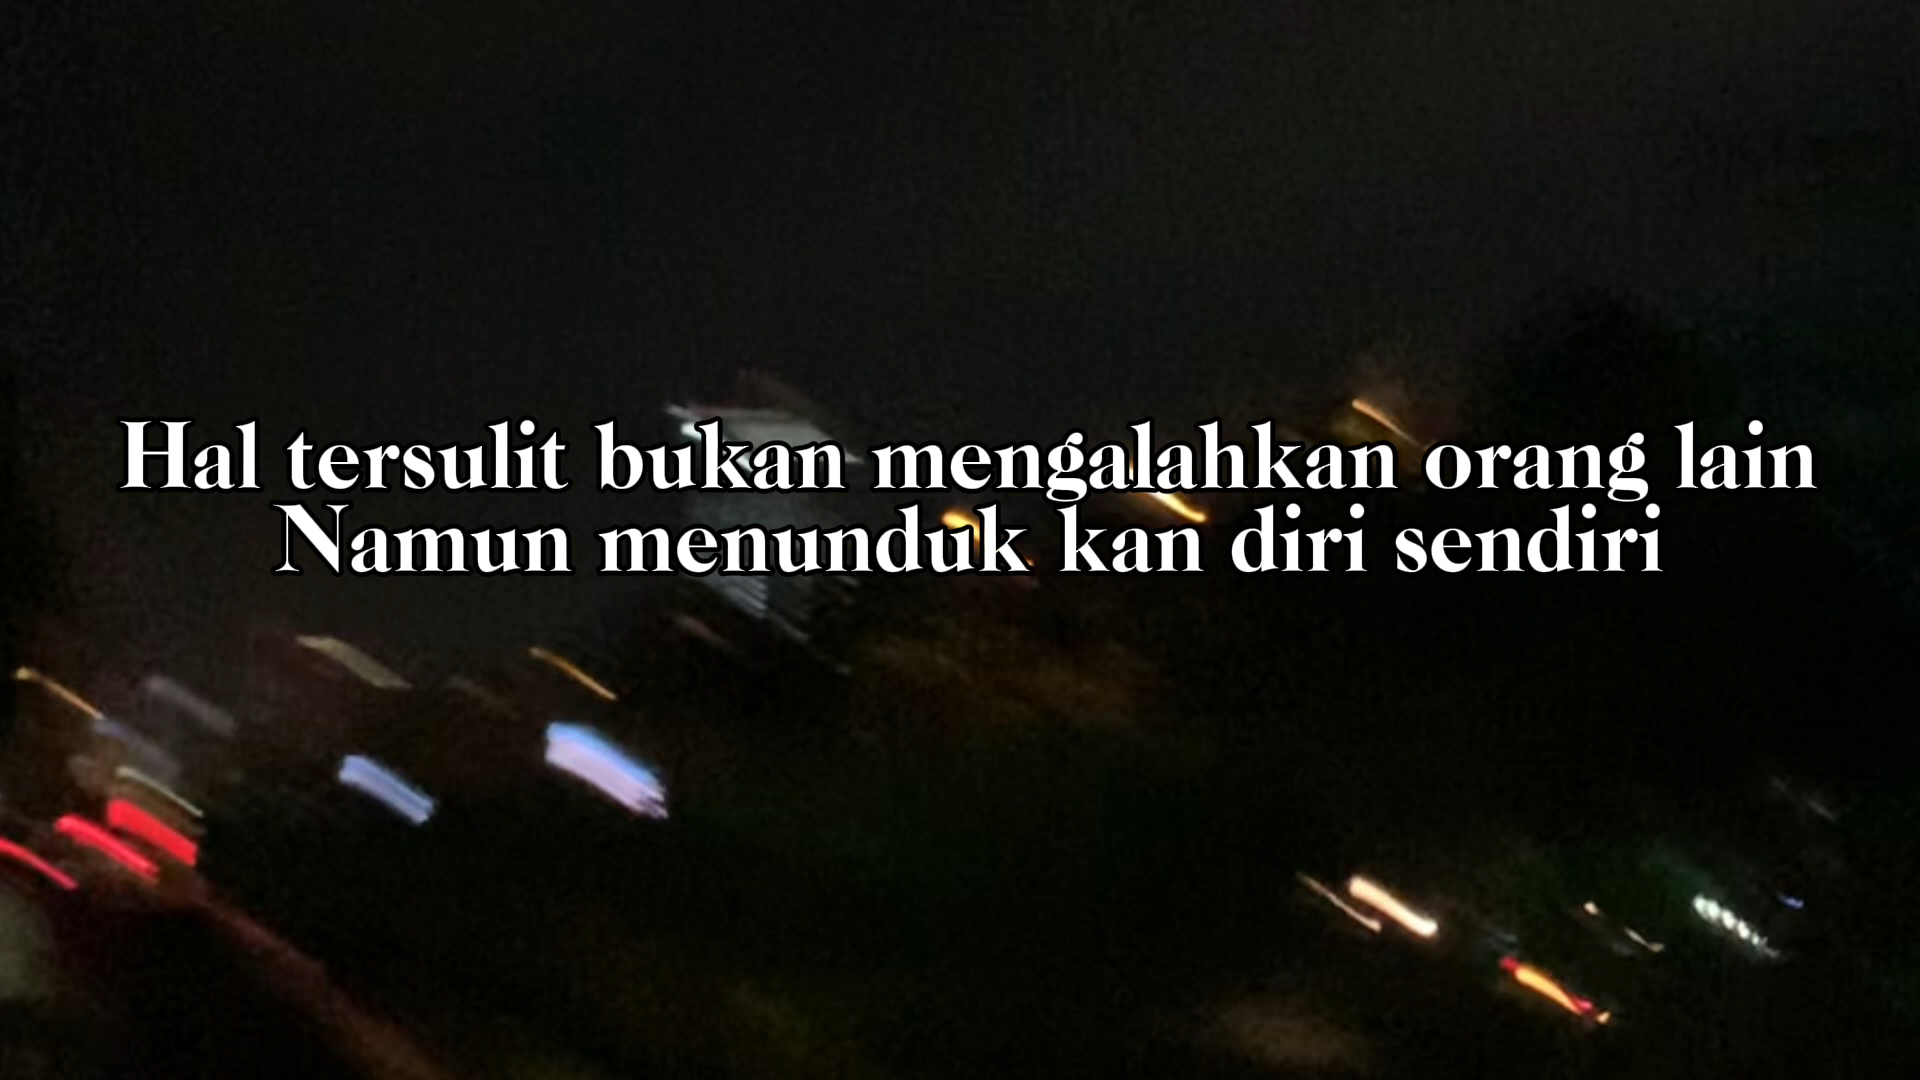 Hal tersulit bukan mengalahkan orang lain
Namun menunduk kan diri sendiri